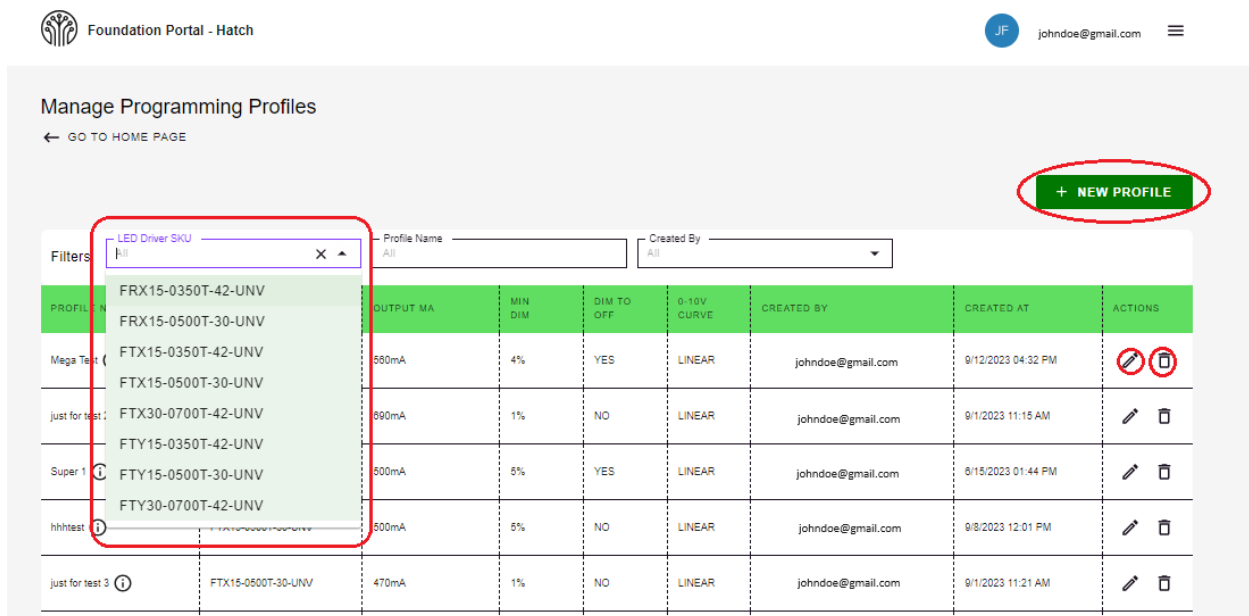 Foundation Portal - Hatch
JF
johndoe@gmail.com
Manage Programming Profiles
GO TO HOME PAGE
+ NEW PROFILE
Filters
LED Driver SKU
All
Profile Name
All
Created By
All
FRX15-0350T-42-UNV
FRX15-0500T-30-UNV
FTX15-0350T-42-UNV
FTX15-0500T-30-UNV
FTX30-0700T-42-UNV
FTY15-0350T-42-UNV
FTY15-0500T-30-UNV
FTY30-0700T-42-UNV
PROFILE N OUTPUT MA MIN DIM DIM TO OFF 0-10V CURVE CREATED BY CREATED AT ACTIONS
Mega Test 560mA 4% YES LINEAR johndoe@gmail.com 9/12/2023 04:32 PM
just for test 2 690mA 1% NO LINEAR johndoe@gmail.com 9/1/2023 11:15 AM
Super 1 500mA 5% YES LINEAR johndoe@gmail.com 6/15/2023 01:44 PM
hhhtest 500mA 5% NO LINEAR johndoe@gmail.com 9/8/2023 12:01 PM
just for test 3 FTX15-0500T-30-UNV 470mA 1% NO LINEAR johndoe@gmail.com 9/1/2023 11:21 AM